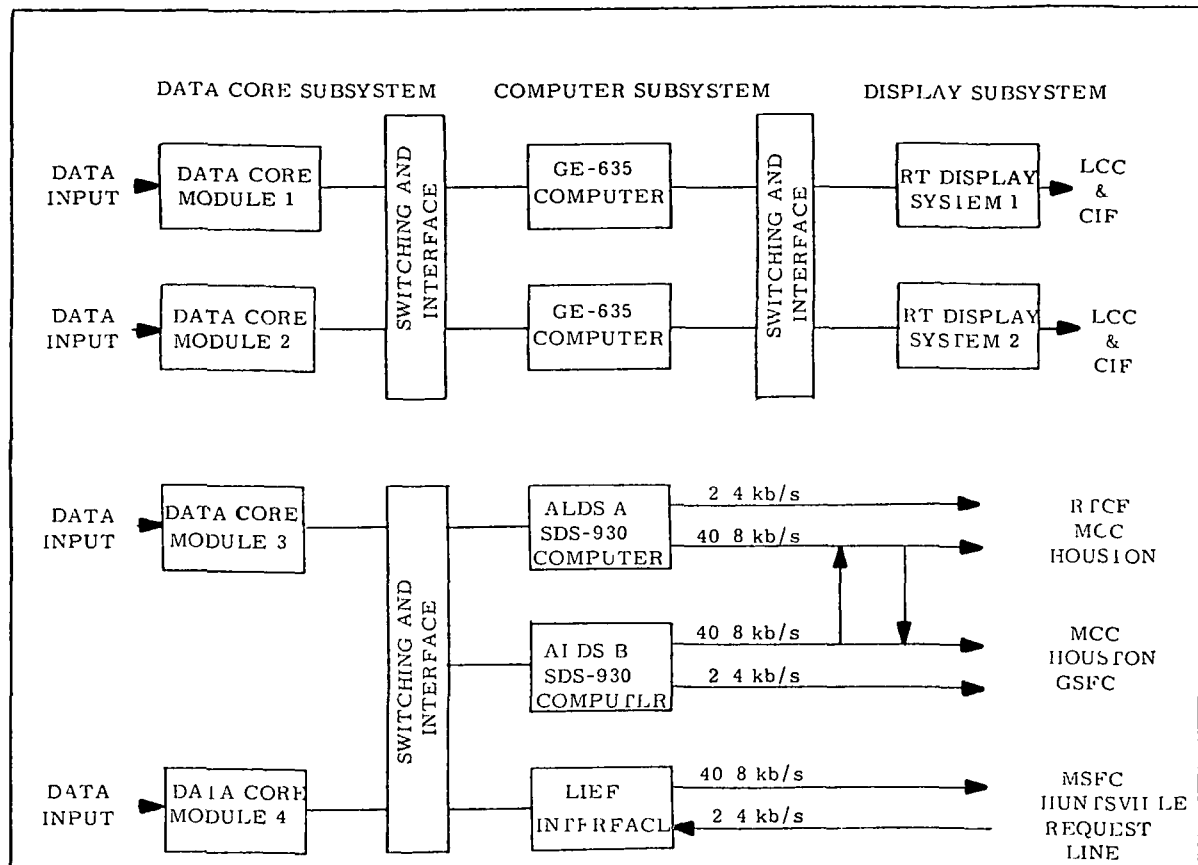 DATA CORE SUBSYSTEM
COMPUTER SUBSYSTEM
DISPLAY SUBSYSTEM
DATA
INPUT
DATA CORE
MODULE 1
SWITCHING AND
INTERFACE
GE-635
COMPUTER
SWITCHING AND
INTERFACE
RT DISPLAY
SYSTEM 1
LCC
&
CIF
DATA
INPUT
DATA CORE
MODULE 2
GE-635
COMPUTER
RT DISPLAY
SYSTEM 2
LCC
&
CIF
DATA
INPUT
DATA CORE
MODULE 3
SWITCHING AND
INTERFACE
ALDS A
SDS-930
COMPUTER
2 4 kb/s
40 8 kb/s
RTCF
MCC
HOUSTON
ALDS B
SDS-930
COMPUTER
40 8 kb/s
2 4 kb/s
MCC
HOUSTON
GSFC
DATA
INPUT
DATA CORE
MODULE 4
LIEF
INTERFACE
40 8 kb/s
2 4 kb/s
MSFC
HUNTSVILLE
REQUEST
LINE